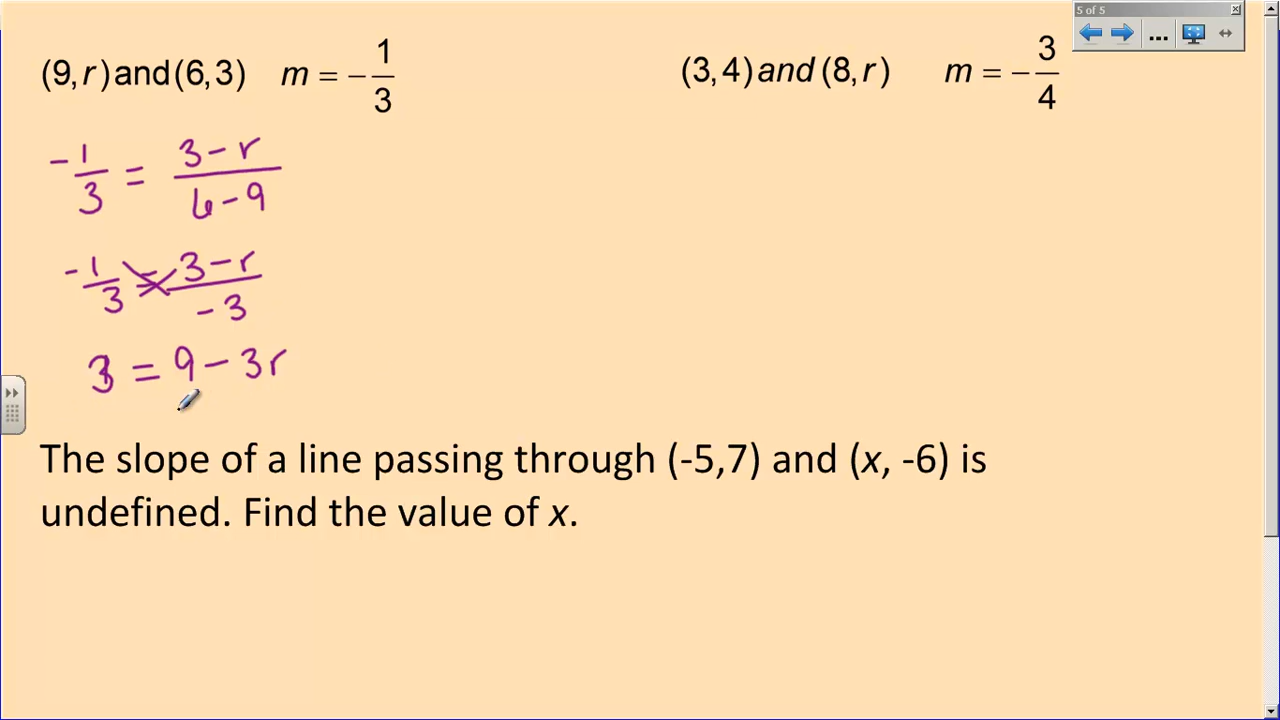 5 of 5
(9, r) and (6, 3) m = -1/3
(3, 4) and (8, r) m = -3/4
-1/3 = 3 - r / 6 - 9
-1/3 = 3 - r / -3
3 = 9 - 3r
The slope of a line passing through (-5,7) and (x, -6) is
undefined. Find the value of x.